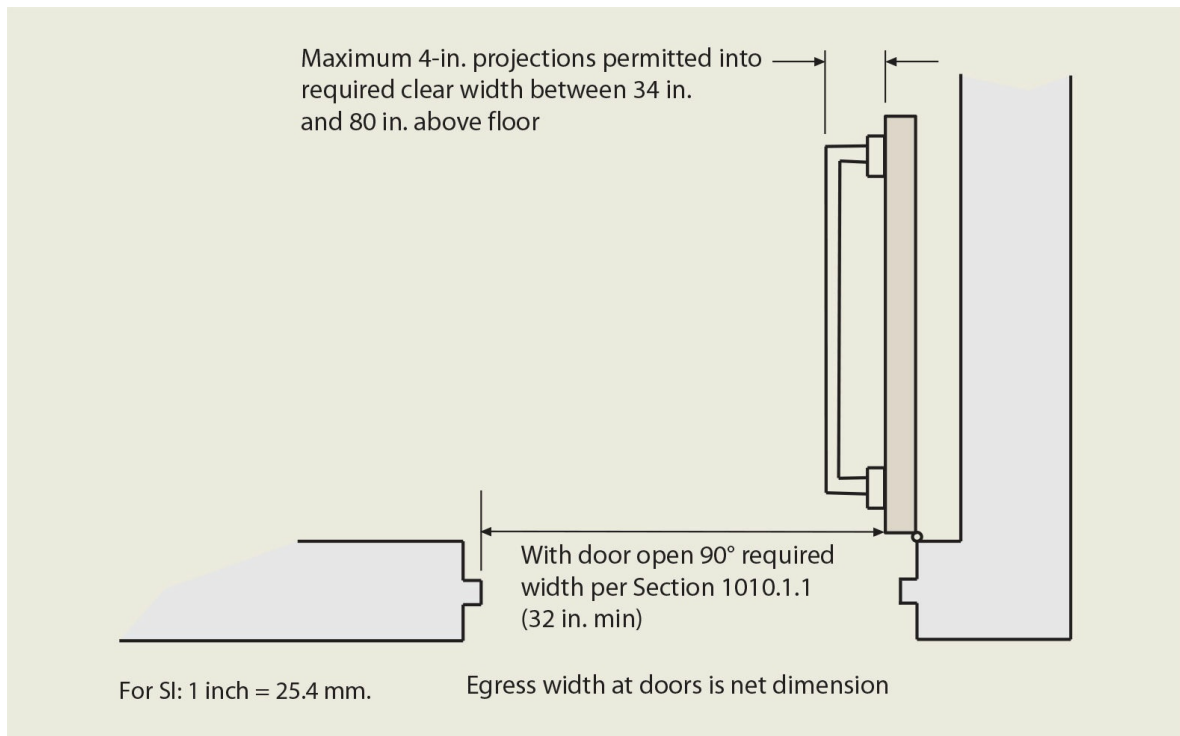 Maximum 4-in. projections permitted into
required clear width between 34 in.
and 80 in. above floor
With door open 90° required
width per Section 1010.1.1
(32 in. min)
For SI: 1 inch = 25.4 mm.
Egress width at doors is net dimension